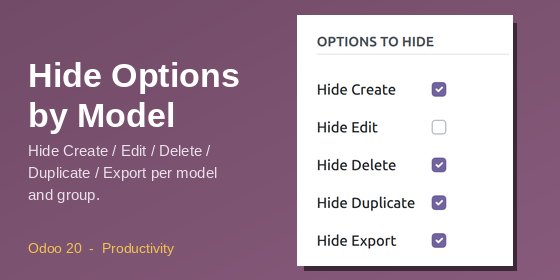 Hide Options
by Model
Hide Create / Edit / Delete /
Duplicate / Export per model
and group.
Odoo 20 - Productivity
OPTIONS TO HIDE
Hide Create
Hide Edit
Hide Delete
Hide Duplicate
Hide Export